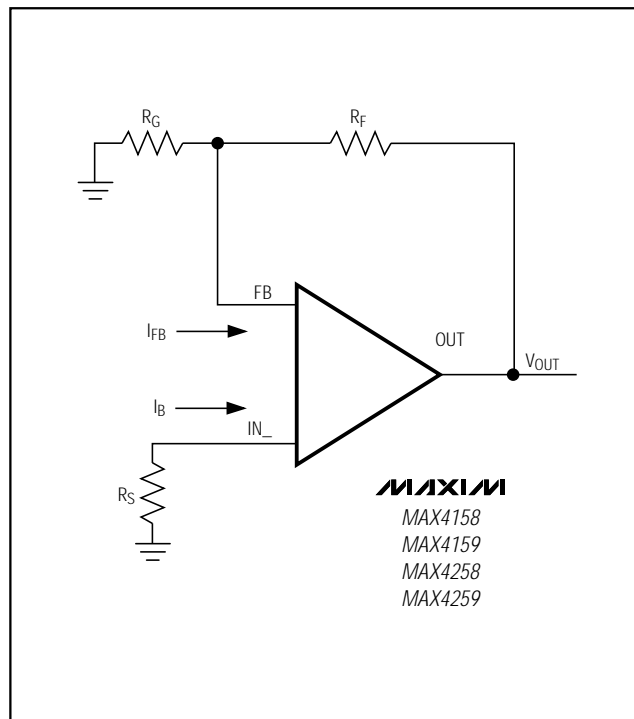 RG
RF
FB
IFB
OUT
VOUT
IB
IN_
RS
MAXIM
MAX4158
MAX4159
MAX4258
MAX4259